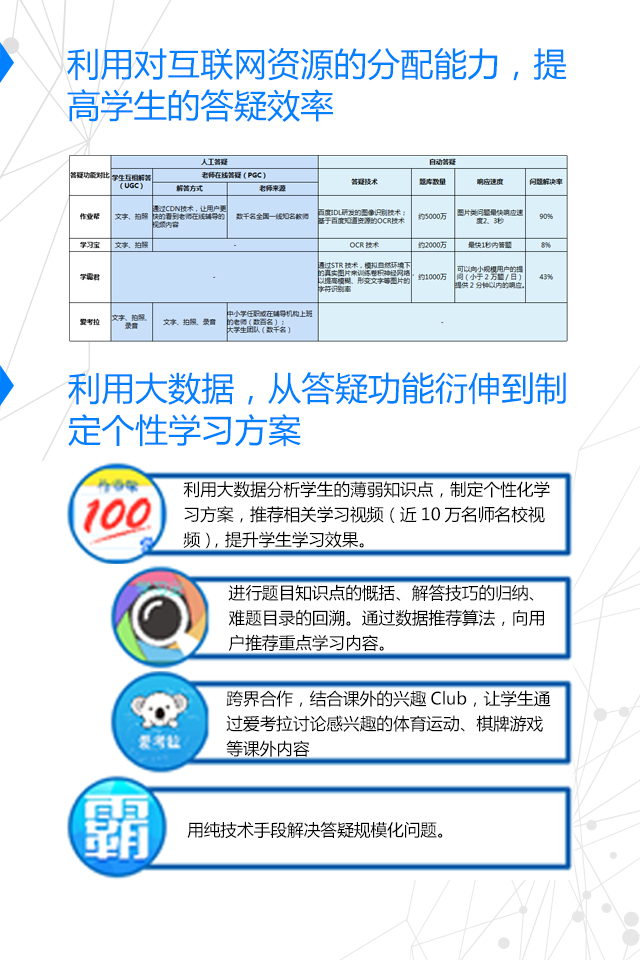 利用对互联网资源的分配能力，提
高学生的答疑效率
答疑功能对比
人工答疑
自动答疑
学生互相解答
（UGC）
老师在线答疑（PGC）
解答方式
老师来源
答疑技术
题库数量
响应速度
问题解决率
作业帮
文字、拍照
通过CDN技术，让用户更
快的看到老师在线辅导的
视频内容
数千名全国一线知名教师
百度IDL研发的图像识别技术；
基于百度知道资源的OCR技术
约5000万
图片类问题最快响应速
度2、3秒
90%
学习宝
文字、拍照
-
OCR 技术
约2000万
最快1秒内答题
8%
学霸君
-
通过STR 技术，模拟自然环境下
的真实图片来训练卷积神经网络，
以提高模糊、形变文字等图片的
字符识别率
约1000万
可以向小规模用户的提
问（小于 2 万题 / 日）
提供 2 分钟以内的响应。
43%
爱考拉
文字、拍照、
录音
文字、拍照、录音
中小学任职或在辅导机构上班
的老师（数百名）；
大学生团队（数千名）
-
利用大数据，从答疑功能衍伸到制
定个性学习方案
作业帮
100
利用大数据分析学生的薄弱知识点，制定个性化学
习方案，推荐相关学习视频（近 10 万名师名校视
频），提升学生学习效果。
进行题目知识点的慨括、解答技巧的归纳、
难题目录的回溯。通过数据推荐算法，向用
户推荐重点学习内容。
爱考拉
跨界合作，结合课外的兴趣 Club，让学生通
过爱考拉讨论感兴趣的体育运动、棋牌游戏
等课外内容
霸
用纯技术手段解决答疑规模化问题。